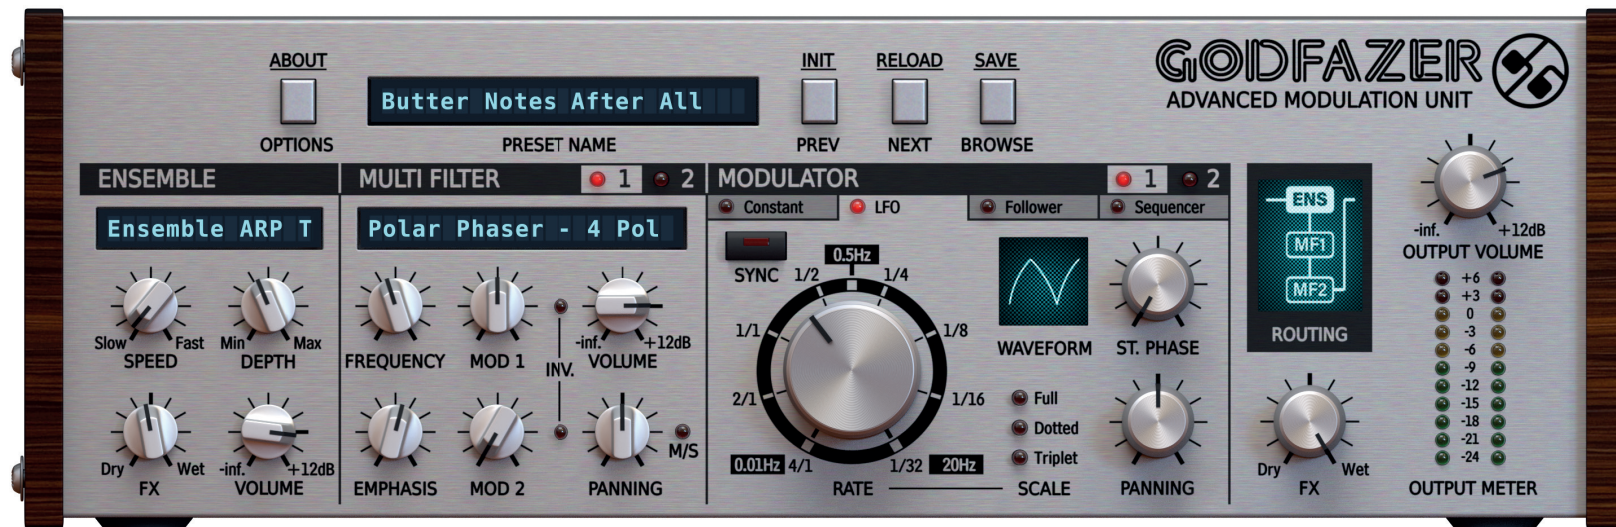 GODFAZER
ADVANCED MODULATION UNIT
ABOUT
INIT
RELOAD
SAVE
Butter Notes After All
OPTIONS
PRESET NAME
PREV
NEXT
BROWSE
ENSEMBLE
MULTI FILTER
1
2
MODULATOR
1
2
Constant
LFO
Follower
Sequencer
Ensemble ARP T
Polar Phaser - 4 Pol
Slow
Fast
SPEED
Min
Max
DEPTH
Dry
Wet
FX
-inf.
+12dB
VOLUME
FREQUENCY
MOD 1
INV.
-inf.
+12dB
VOLUME
EMPHASIS
MOD 2
PANNING
M/S
SYNC
0.5Hz
1/2
1/4
1/1
1/8
2/1
1/16
0.01Hz
4/1
1/32
20Hz
RATE
WAVEFORM
ST. PHASE
Full
Dotted
Triplet
SCALE
PANNING
ENS
MF1
MF2
ROUTING
Dry
Wet
FX
-inf.
+12dB
OUTPUT VOLUME
+6
+3
0
-3
-6
-9
-12
-15
-18
-21
-24
OUTPUT METER